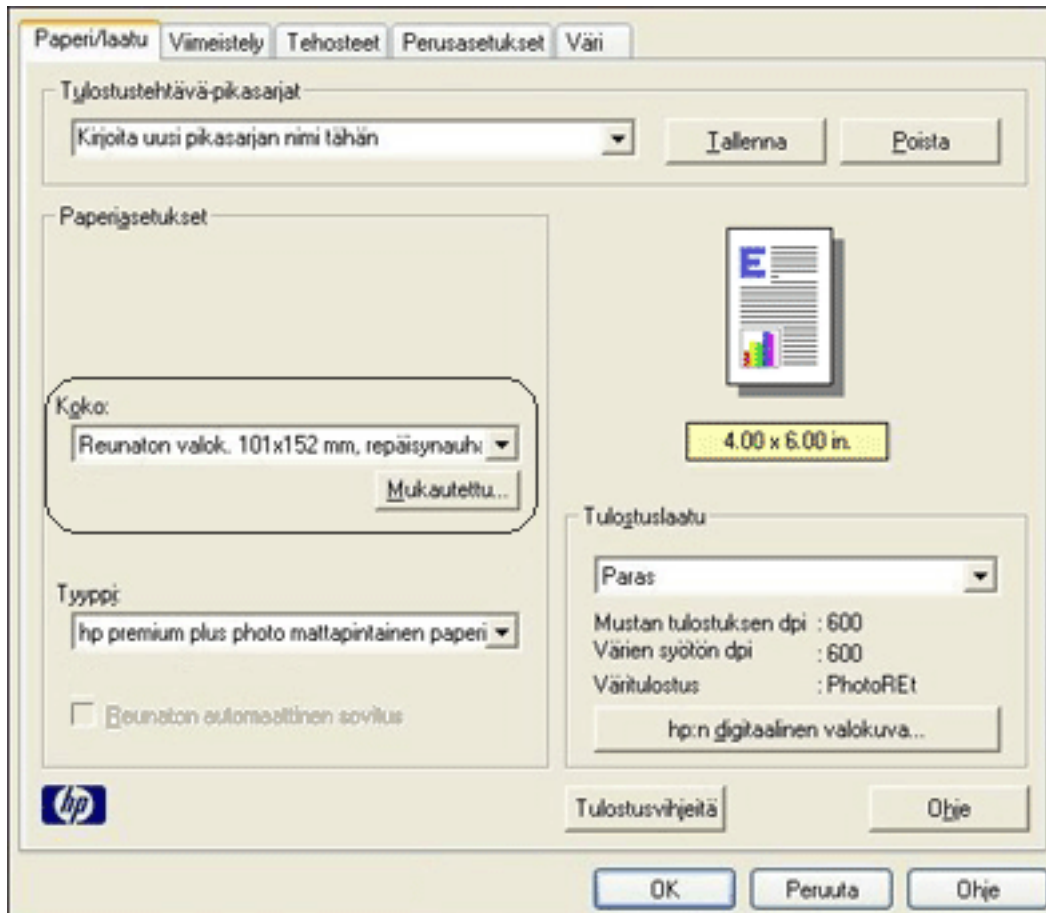 Paperi/laatu Viimeistely Tehosteet Perusasetukset Väri
Tulostustehtävä-pikasarjat
Kirjoita uusi pikasarjan nimi tähän Tallenna Poista
Paperiasetukset
E
Koko:
Reunaton valok. 101x152 mm, repäisynauha
4.00 x 6.00 in.
Mukautettu...
Tulostuslaatu
Paras
Tyyppi:
hp premium plus photo mattapintainen paperi
Mustan tulostuksen dpi : 600
Värien syötön dpi : 600
Väritulostus : PhotoREt
Reunaton automaattinen sovitus
hp:n digitaalinen valokuva...
hp
Tulostusvihjeitä Ohje
OK Peruuta Ohje